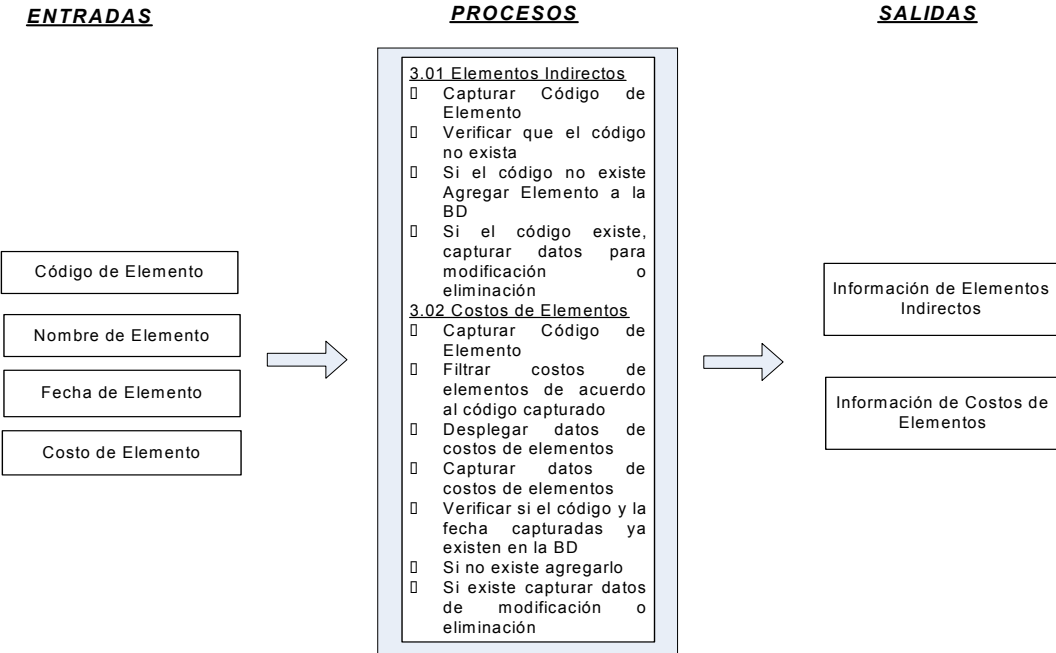 ENTRADAS
PROCESOS
SALIDAS
Código de Elemento
Nombre de Elemento
Fecha de Elemento
Costo de Elemento
3.01 Elementos Indirectos
Capturar Código de
Elemento
Verificar que el código
no exista
Si el código no existe
Agregar Elemento a la
BD
Si el código existe,
capturar datos para
modificación o
eliminación
3.02 Costos de Elementos
Capturar Código de
Elemento
Filtrar costos de
elementos de acuerdo
al código capturado
Desplegar datos de
costos de elementos
Capturar datos de
costos de elementos
Verificar si el código y la
fecha capturadas ya
existen en la BD
Si no existe agregarlo
Si existe capturar datos
de modificación o
eliminación
Información de Elementos
Indirectos
Información de Costos de
Elementos